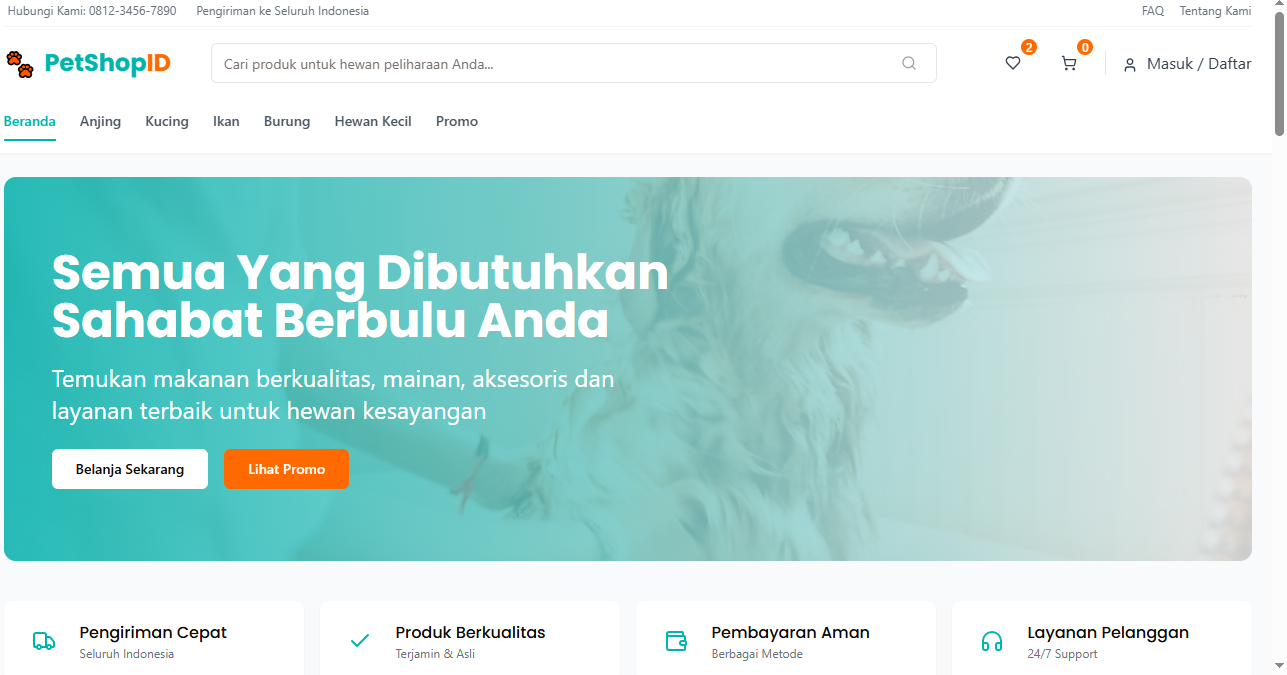 Hubungi Kami: 0812-3456-7890 Pengiriman ke Seluruh Indonesia FAQ Tentang Kami
PetShopID Cari produk untuk hewan peliharaan Anda... 2 0 Masuk / Daftar
Beranda Anjing Kucing Ikan Burung Hewan Kecil Promo
Semua Yang Dibutuhkan
Sahabat Berbulu Anda
Temukan makanan berkualitas, mainan, aksesoris dan
layanan terbaik untuk hewan kesayangan
Belanja Sekarang Lihat Promo
Pengiriman Cepat Produk Berkualitas Pembayaran Aman Layanan Pelanggan
Seluruh Indonesia Terjamin & Asli Berbagai Metode 24/7 Support